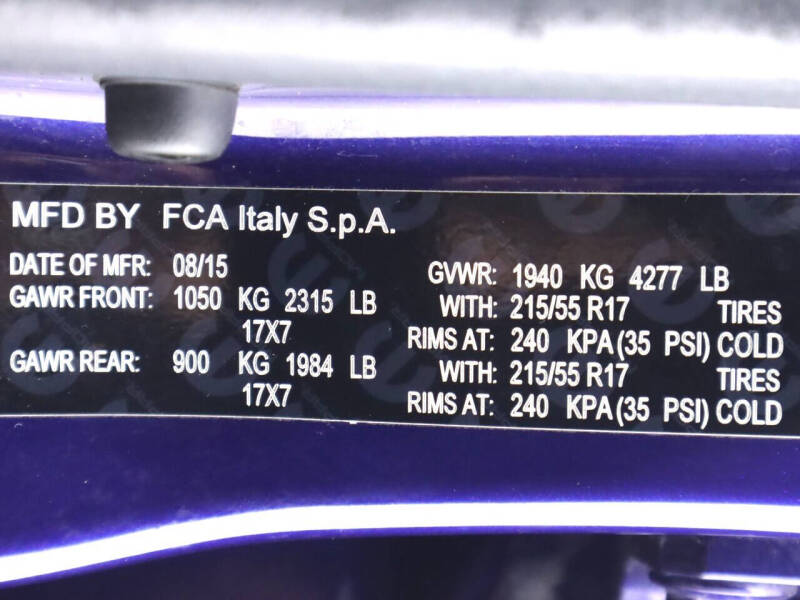 MFD BY FCA Italy S.p.A.
DATE OF MFR: 08/15 GVWR: 1940 KG 4277 LB
GAWR FRONT: 1050 KG 2315 LB WITH: 215/55 R17 TIRES
17X7 RIMS AT: 240 KPA(35 PSI) COLD
GAWR REAR: 900 KG 1984 LB WITH: 215/55 R17 TIRES
17X7 RIMS AT: 240 KPA(35 PSI) COLD